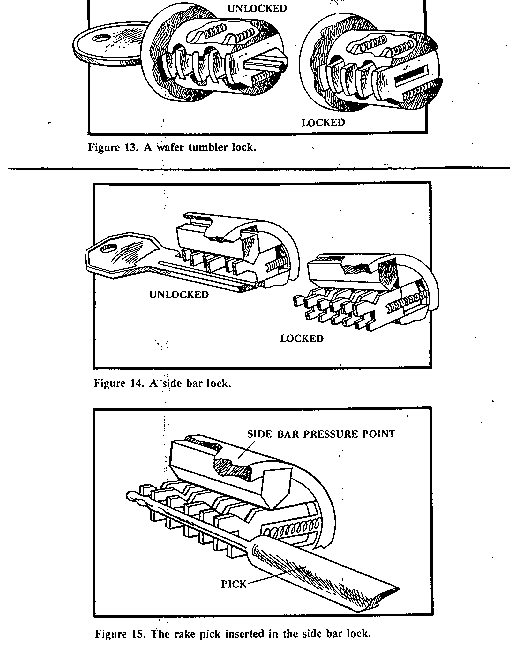 UNLOCKED
LOCKED
Figure 13. A wafer tumbler lock.
UNLOCKED
LOCKED
Figure 14. A side bar lock.
SIDE BAR PRESSURE POINT
PICK
Figure 15. The rake pick inserted in the side bar lock.